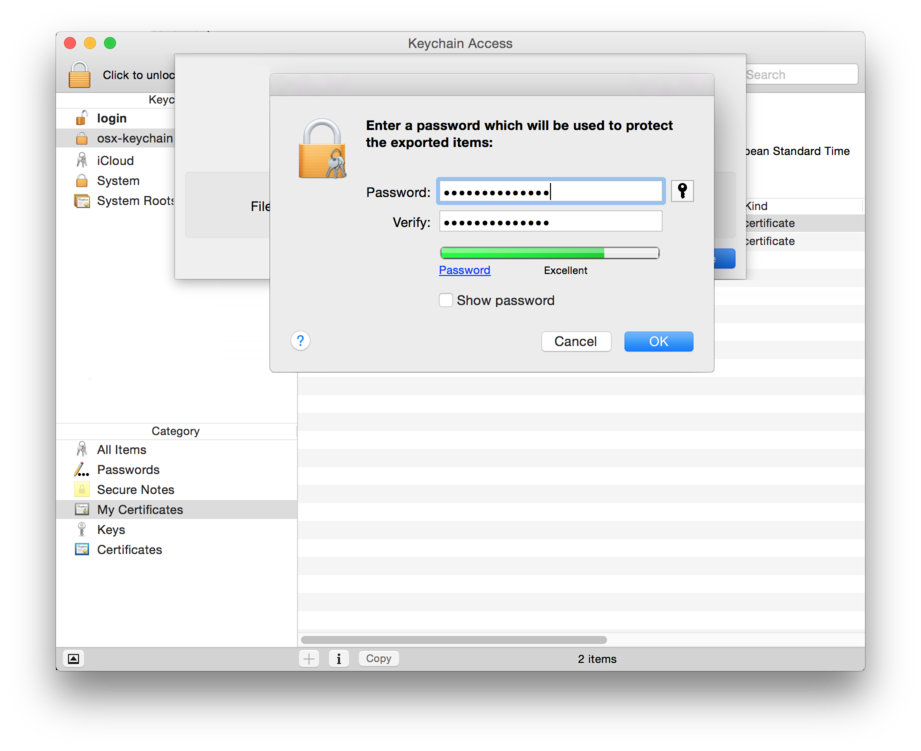 Keychain Access
Click to unloc
Search
Keyc
login
osx-keychain
iCloud
System
System Roots
File
Enter a password which will be used to protect
the exported items:
Password: ••••••••••••••
Verify: ••••••••••••••
Password
Excellent
Show password
?
Cancel
OK
pean Standard Time
Kind
certificate
certificate
Category
All Items
Passwords
Secure Notes
My Certificates
Keys
Certificates
+
i
Copy
2 items